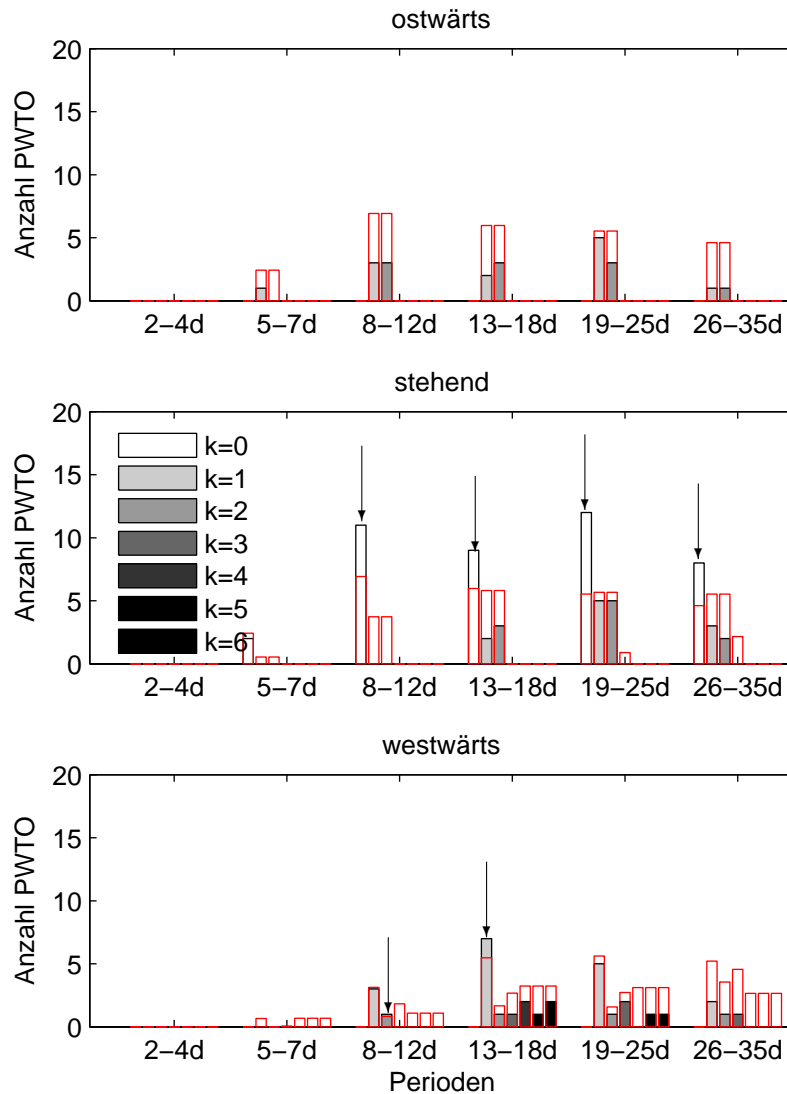 ostwärts
20
15
10
5
0
Anzahl PWTO
2−4d 5−7d 8−12d 13−18d 19−25d 26−35d
stehend
20
15
10
5
0
Anzahl PWTO
k=0
k=1
k=2
k=3
k=4
k=5
k=6
2−4d 5−7d 8−12d 13−18d 19−25d 26−35d
westwärts
20
15
10
5
0
Anzahl PWTO
2−4d 5−7d 8−12d 13−18d 19−25d 26−35d
Perioden